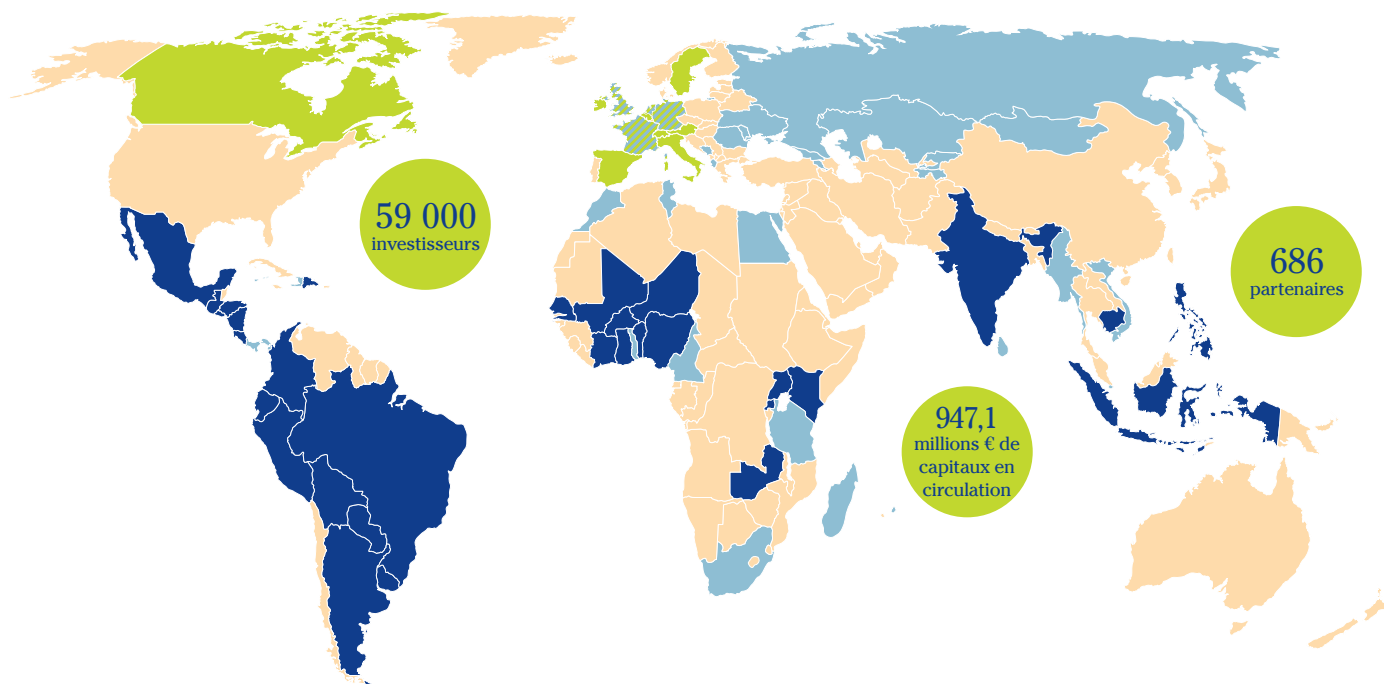 59 000
investisseurs
686
partenaires
947,1
millions € de
capitaux en
circulation